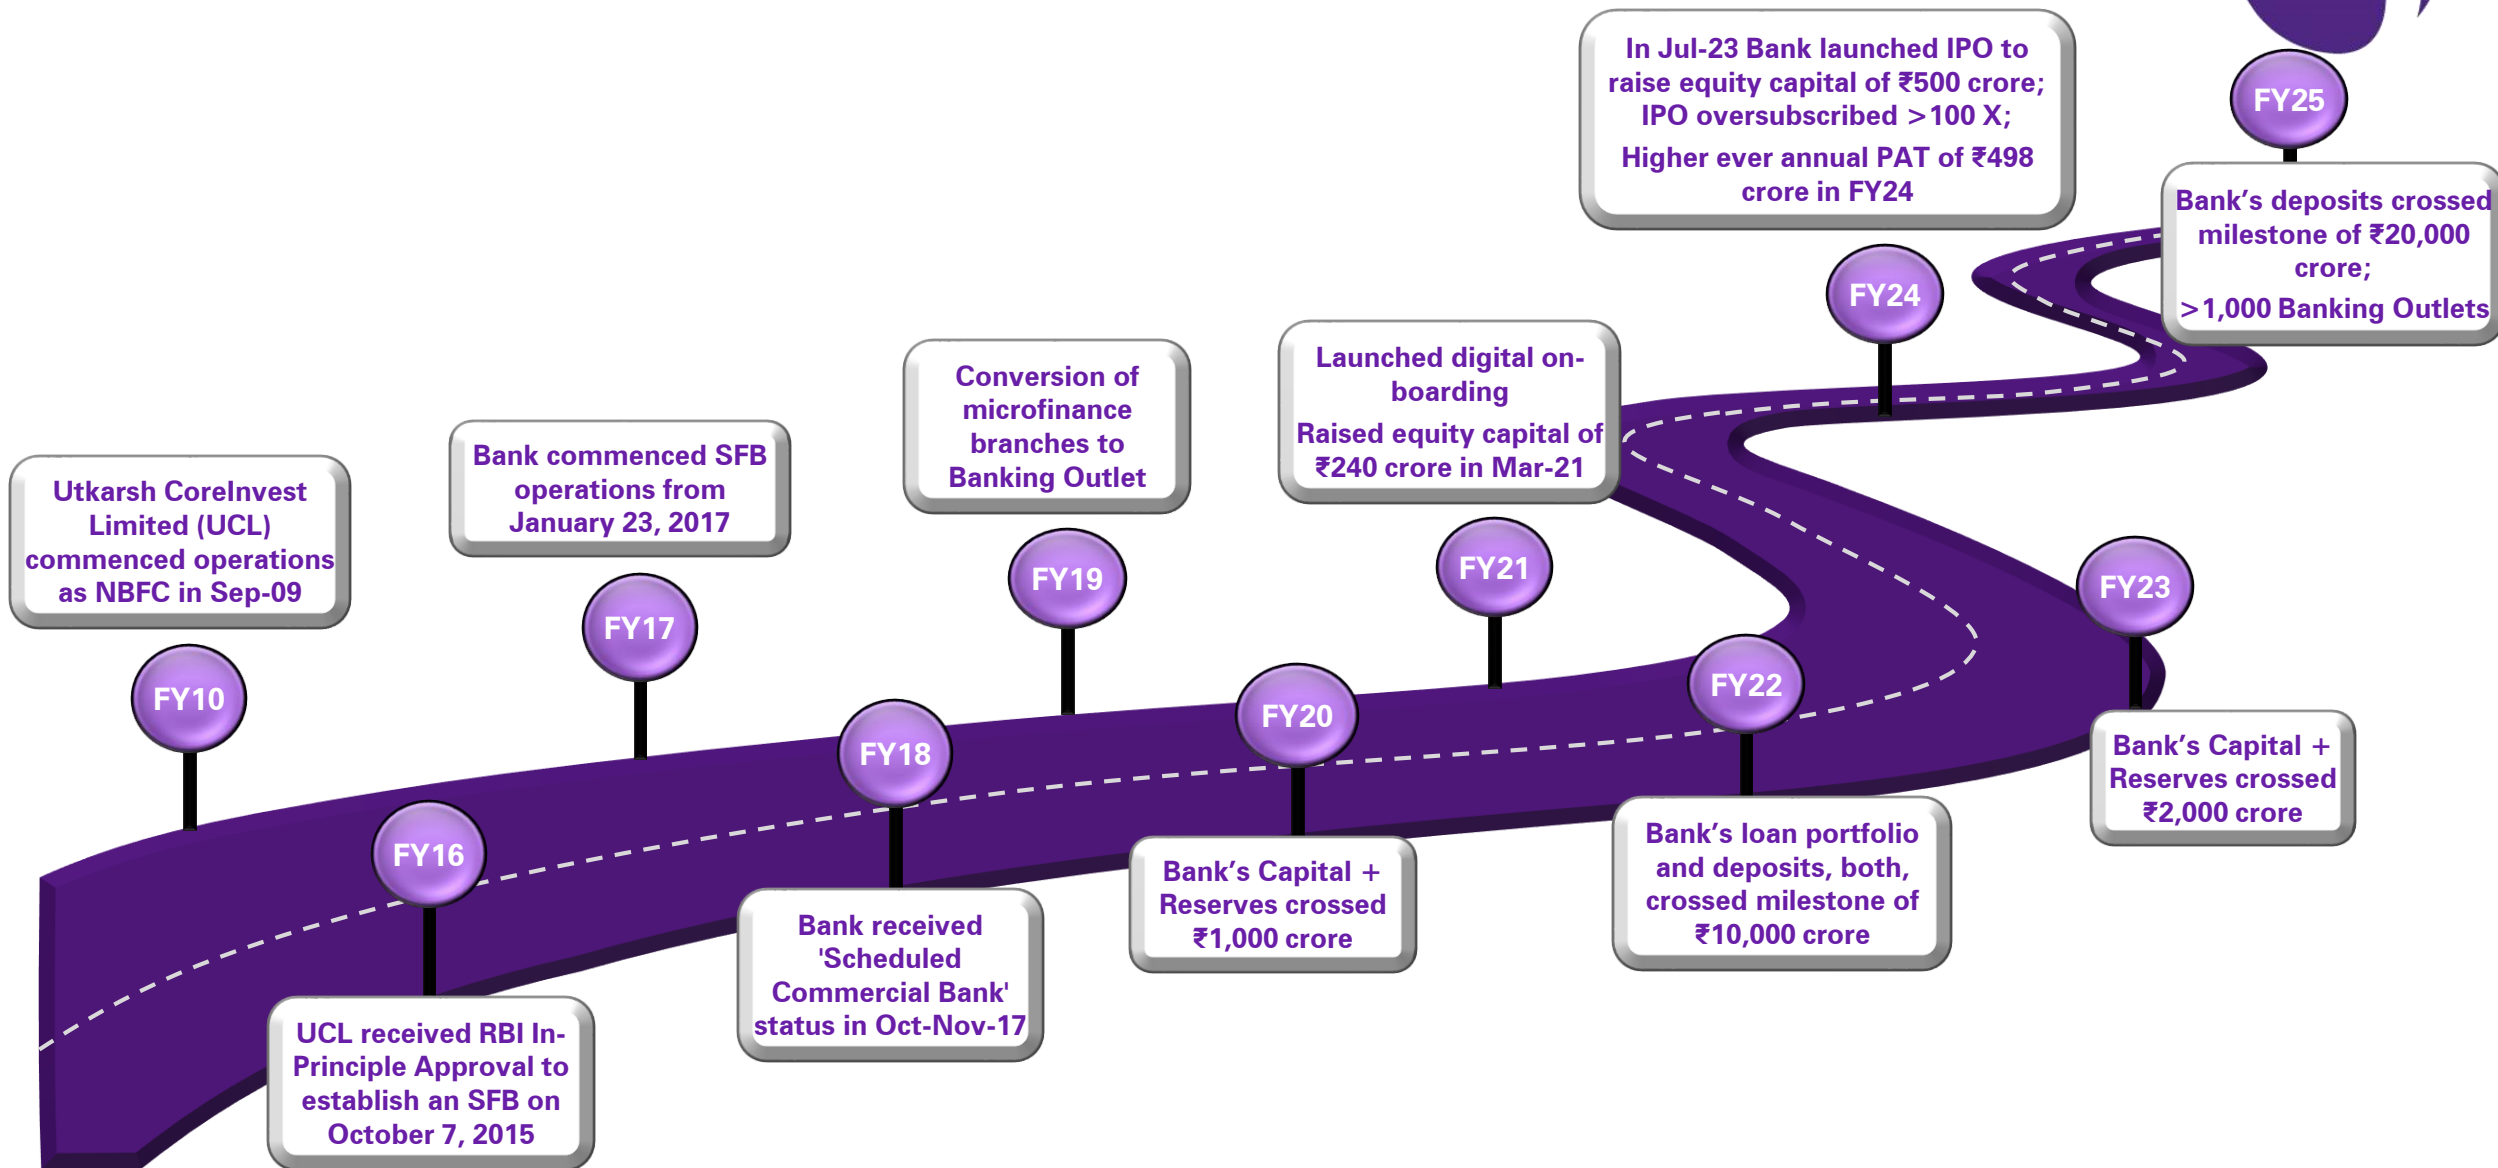 Utkarsh CoreInvest
Limited (UCL)
commenced operations
as NBFC in Sep-09
FY10
FY16
UCL received RBI In-
Principle Approval to
establish an SFB on
October 7, 2015
Bank commenced SFB
operations from
January 23, 2017
FY17
FY18
Bank received
'Scheduled
Commercial Bank'
status in Oct-Nov-17
Conversion of
microfinance
branches to
Banking Outlet
FY19
FY20
Bank’s Capital +
Reserves crossed
₹1,000 crore
Launched digital on-
boarding
Raised equity capital of
₹240 crore in Mar-21
FY21
FY22
Bank’s loan portfolio
and deposits, both,
crossed milestone of
₹10,000 crore
FY23
Bank’s Capital +
Reserves crossed
₹2,000 crore
In Jul-23 Bank launched IPO to
raise equity capital of ₹500 crore;
IPO oversubscribed >100 X;
Higher ever annual PAT of ₹498
crore in FY24
FY24
FY25
Bank’s deposits crossed
milestone of ₹20,000
crore;
>1,000 Banking Outlets